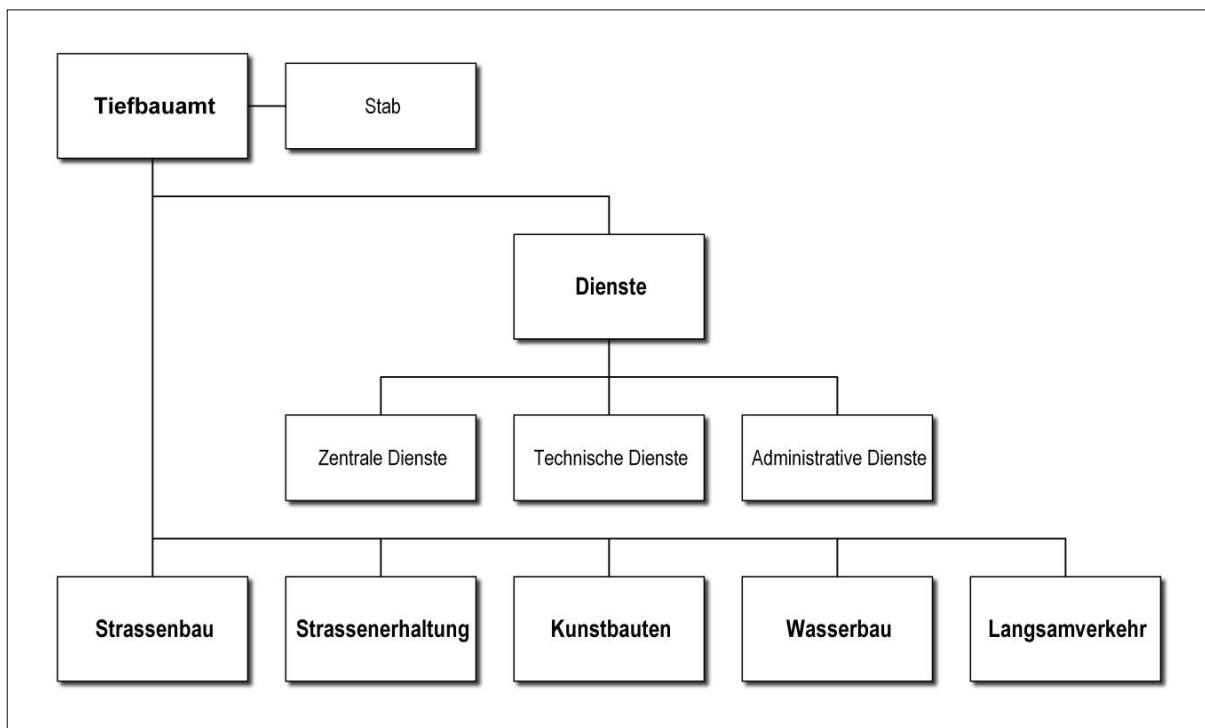 Tiefbauamt
Stab
Dienste
Zentrale Dienste
Technische Dienste
Administrative Dienste
Strassenbau
Strassenerhaltung
Kunstbauten
Wasserbau
Langsamverkehr